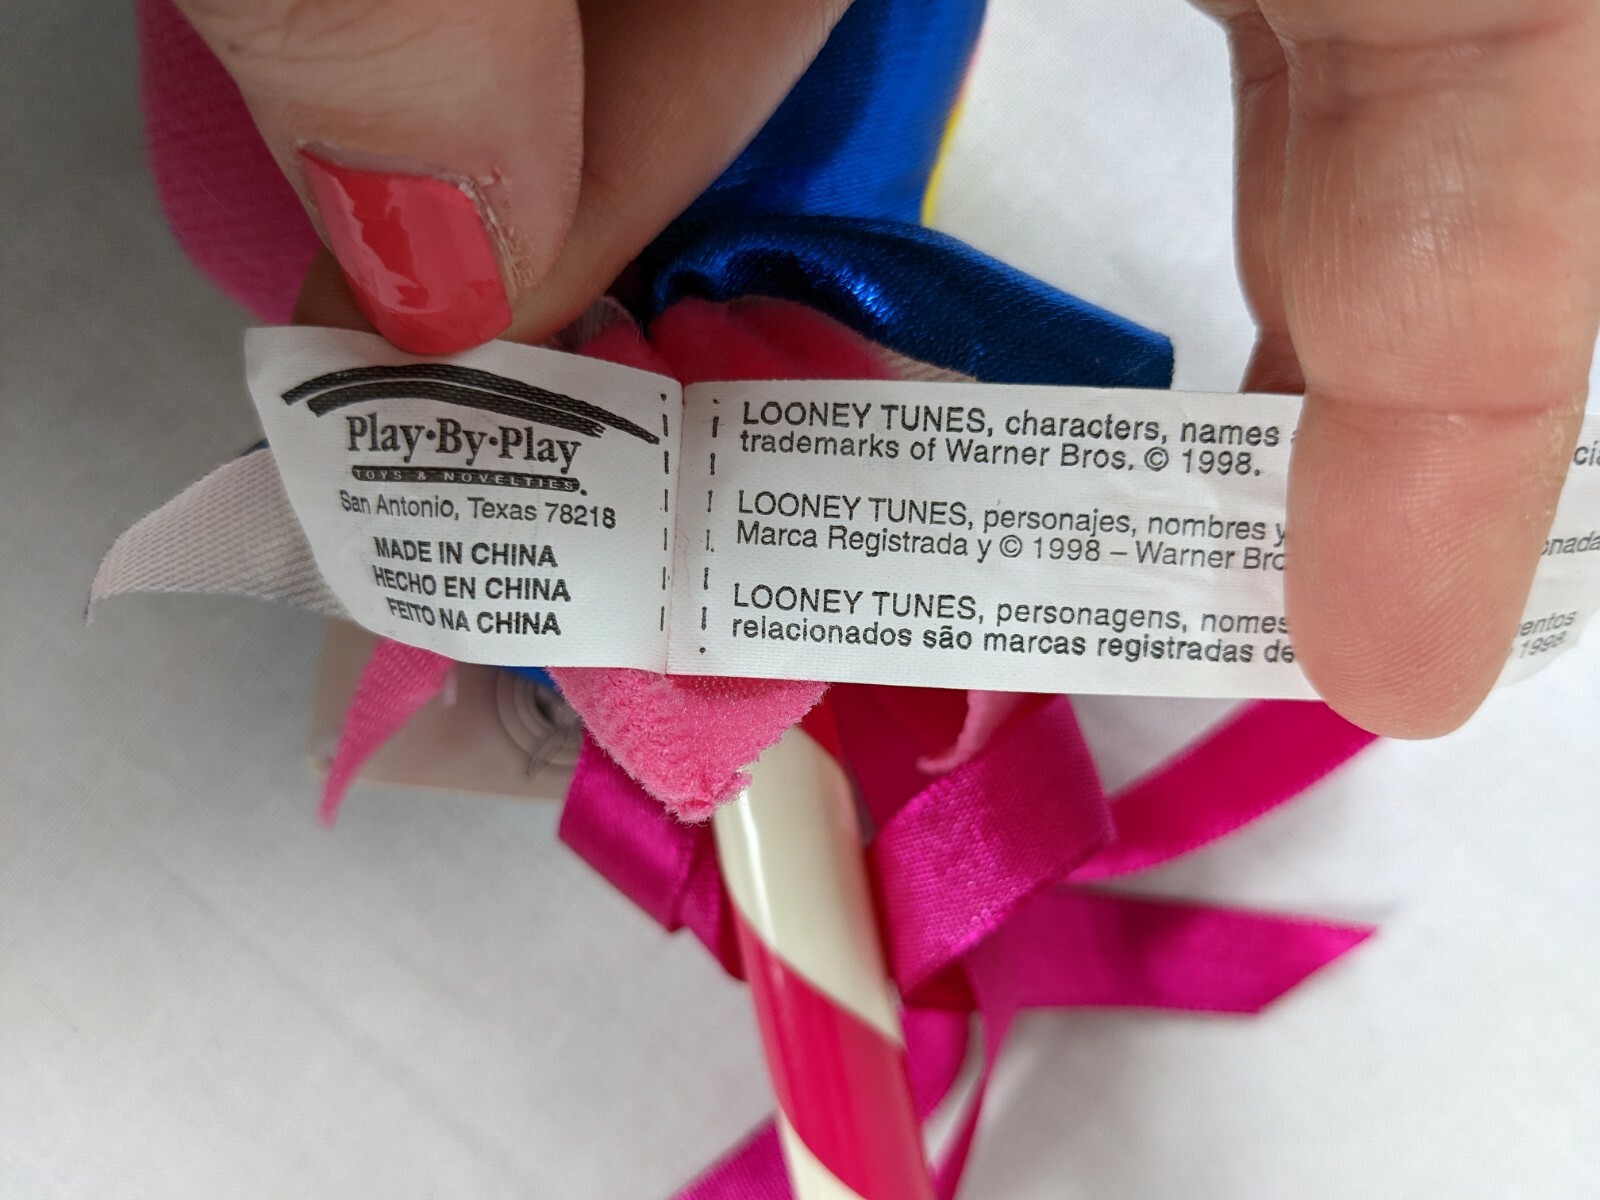 Play·By·Play
TOYS & NOVELTIES.
San Antonio, Texas 78218
MADE IN CHINA
HECHO EN CHINA
FEITO NA CHINA
LOONEY TUNES, characters, names
trademarks of Warner Bros. © 1998.
LOONEY TUNES, personajes, nombres y
Marca Registrada y © 1998 – Warner Bro
LOONEY TUNES, personagens, nomes
relacionados são marcas registradas de
1998.